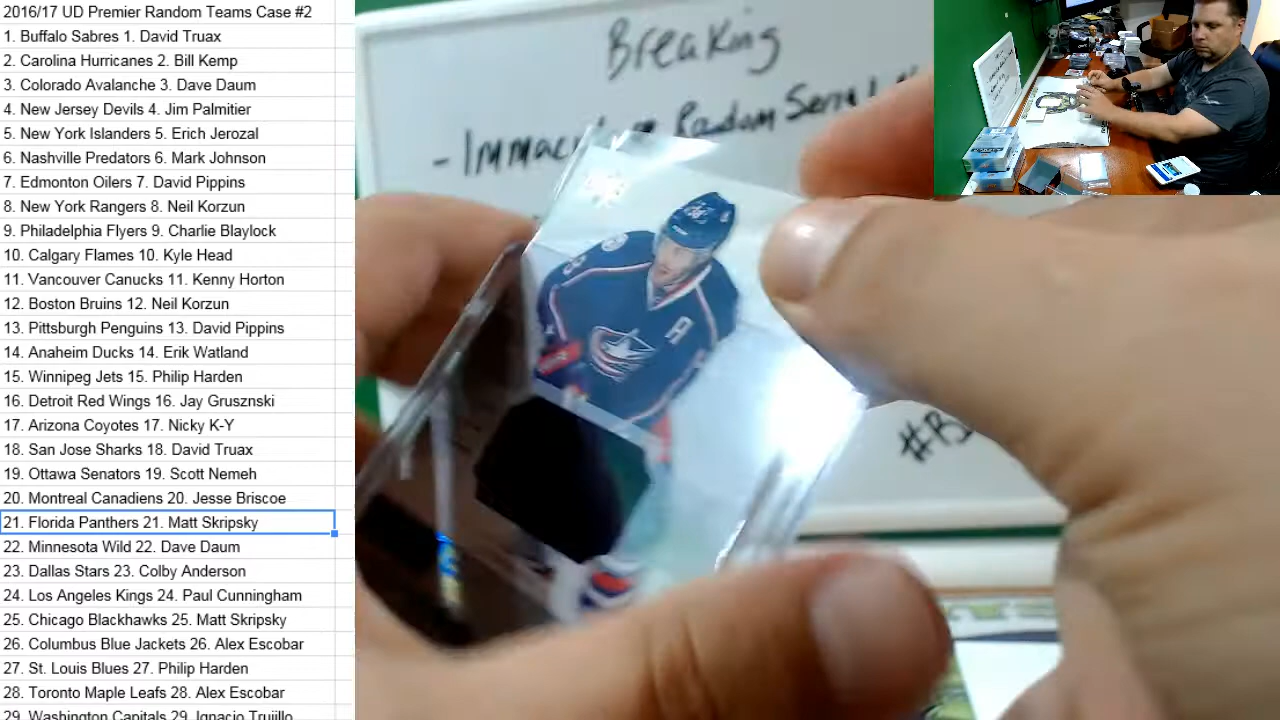 2016/17 UD Premier Random Teams Case #2
1. Buffalo Sabres 1. David Truax
2. Carolina Hurricanes 2. Bill Kemp
3. Colorado Avalanche 3. Dave Daum
4. New Jersey Devils 4. Jim Palmitier
5. New York Islanders 5. Erich Jerozal
6. Nashville Predators 6. Mark Johnson
7. Edmonton Oilers 7. David Pippins
8. New York Rangers 8. Neil Korzun
9. Philadelphia Flyers 9. Charlie Blaylock
10. Calgary Flames 10. Kyle Head
11. Vancouver Canucks 11. Kenny Horton
12. Boston Bruins 12. Neil Korzun
13. Pittsburgh Penguins 13. David Pippins
14. Anaheim Ducks 14. Erik Watland
15. Winnipeg Jets 15. Philip Harden
16. Detroit Red Wings 16. Jay Grusznski
17. Arizona Coyotes 17. Nicky K-Y
18. San Jose Sharks 18. David Truax
19. Ottawa Senators 19. Scott Nemeh
20. Montreal Canadiens 20. Jesse Briscoe
21. Florida Panthers 21. Matt Skripsky
22. Minnesota Wild 22. Dave Daum
23. Dallas Stars 23. Colby Anderson
24. Los Angeles Kings 24. Paul Cunningham
25. Chicago Blackhawks 25. Matt Skripsky
26. Columbus Blue Jackets 26. Alex Escobar
27. St. Louis Blues 27. Philip Harden
28. Toronto Maple Leafs 28. Alex Escobar
29. Washington Capitals 29. Ignacio Trujillo
Breaking
- Immac Random Serial
#B
A